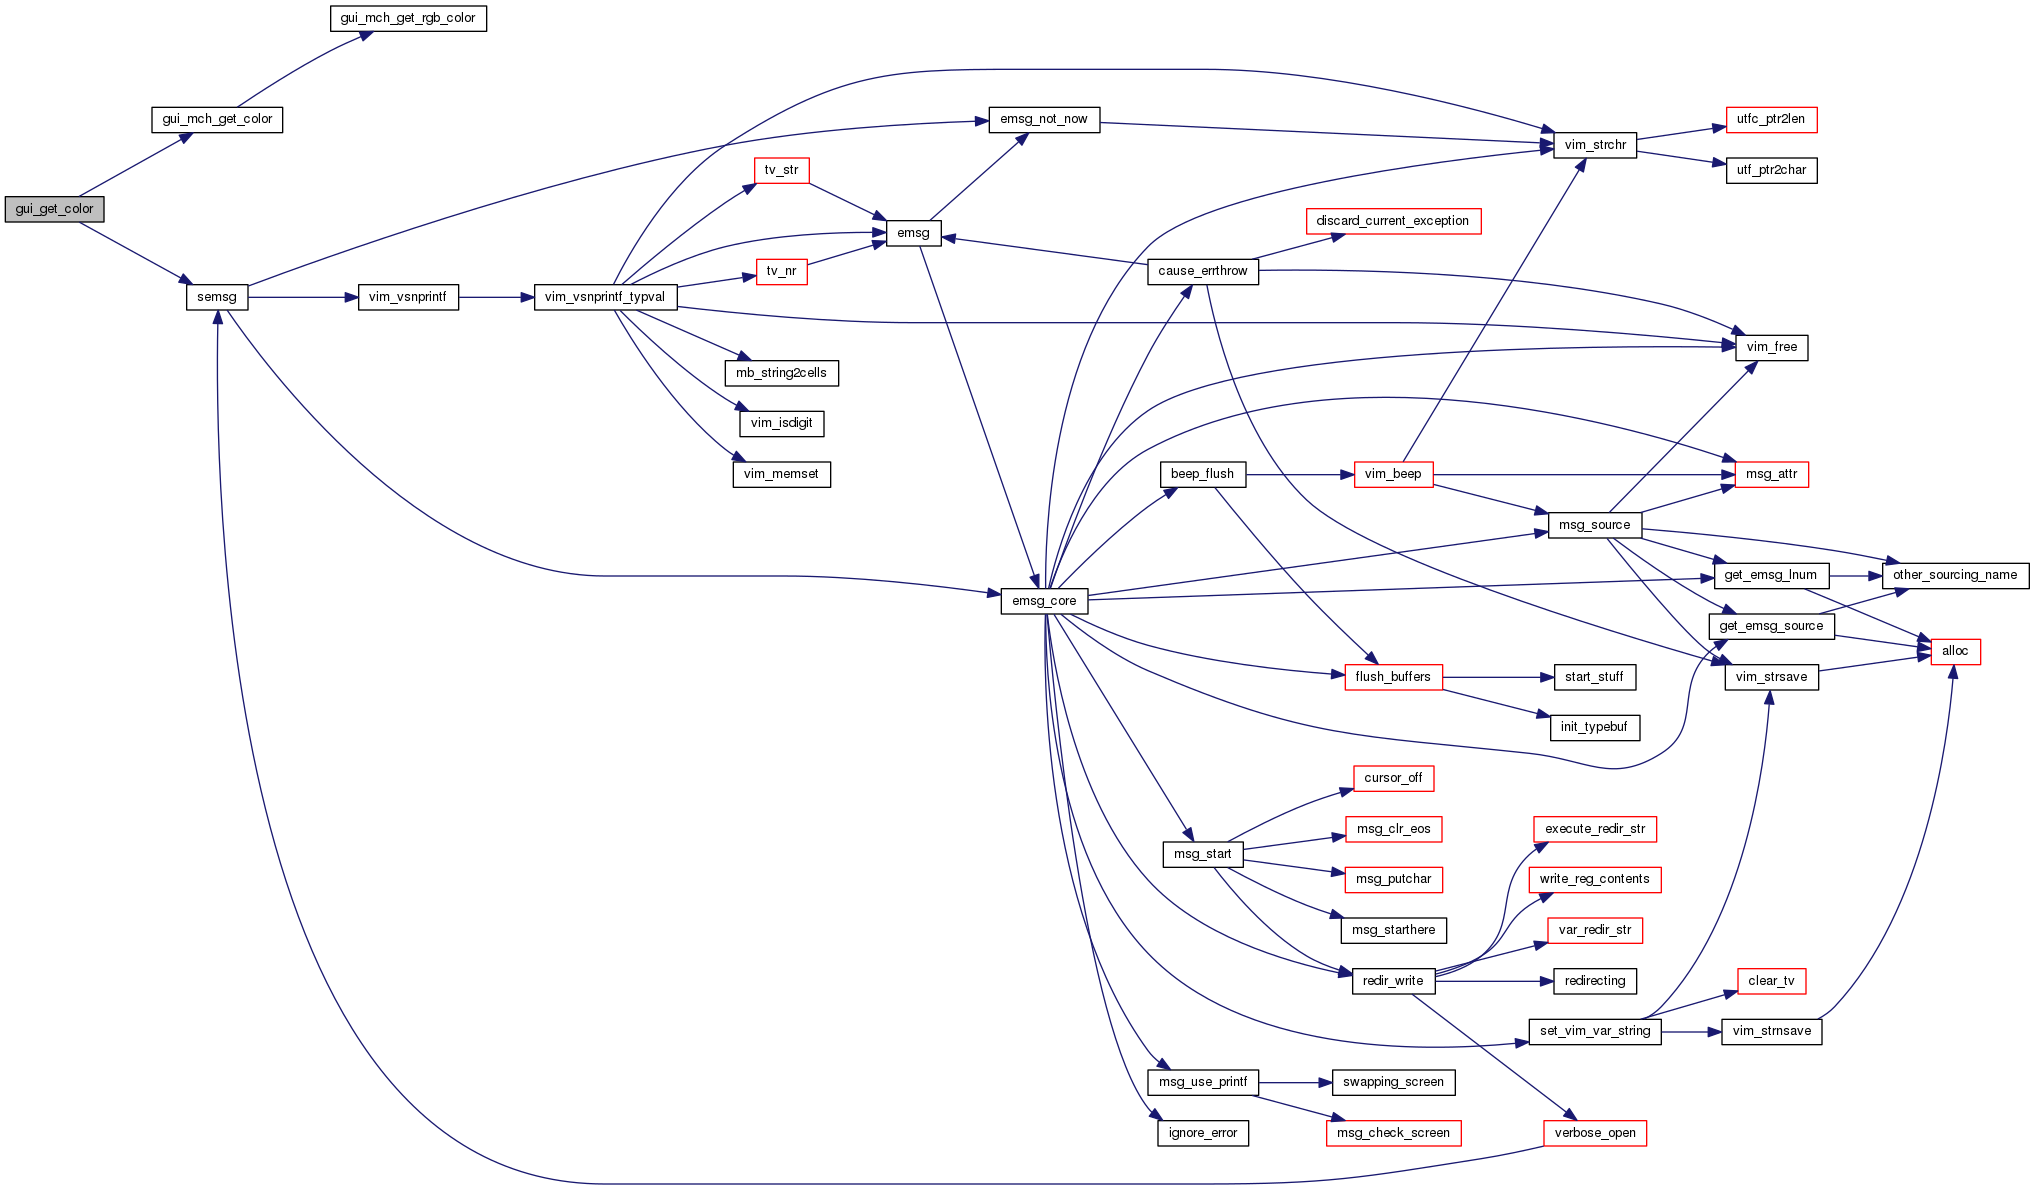 gui_mch_get_rgb_color
gui_mch_get_color
gui_get_color
semsg
vim_vsnprintf
vim_vsnprintf_typval
tv_str
tv_nr
mb_string2cells
vim_isdigit
vim_memset
emsg
emsg_not_now
emsg_core
cause_errthrow
beep_flush
msg_start
msg_use_printf
ignore_error
discard_current_exception
vim_beep
flush_buffers
cursor_off
msg_clr_eos
msg_putchar
msg_starthere
redir_write
swapping_screen
msg_check_screen
vim_strchr
msg_source
start_stuff
init_typebuf
execute_redir_str
write_reg_contents
var_redir_str
redirecting
set_vim_var_string
verbose_open
utfc_ptr2len
utf_ptr2char
vim_free
msg_attr
get_emsg_lnum
get_emsg_source
vim_strsave
clear_tv
vim_strnsave
other_sourcing_name
alloc